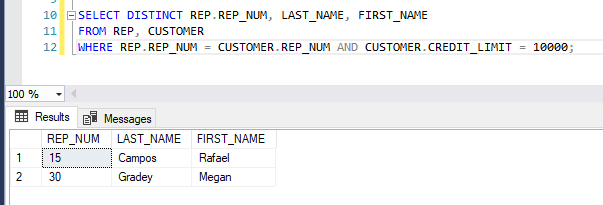 10 SELECT DISTINCT REP.REP_NUM, LAST_NAME, FIRST_NAME
11 FROM REP, CUSTOMER
12 WHERE REP.REP_NUM = CUSTOMER.REP_NUM AND CUSTOMER.CREDIT_LIMIT = 10000;
100 %
Results Messages
REP_NUM LAST_NAME FIRST_NAME
1 15 Campos Rafael
2 30 Gradey Megan